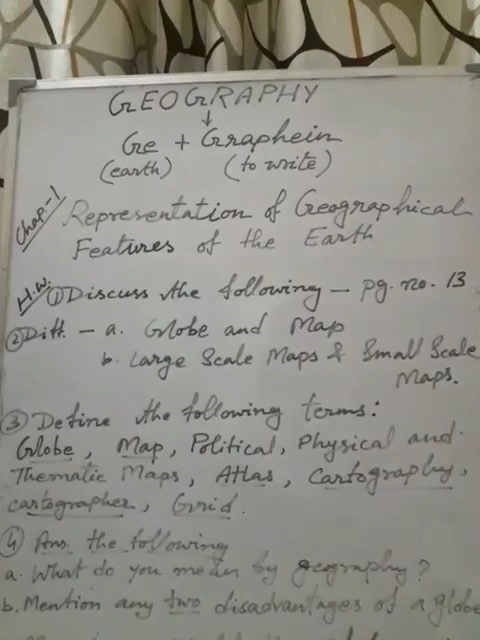 GEOGRAPHY
↓
Ge + Graphein
(earth) (to write)
Chap-1 Representation of Geographical
Features of the Earth
H.W. ① Discuss the following - pg. no. 13
② Diff. - a. Globe and Map
b. Large Scale Maps & Small Scale
Maps.
③ Define the following terms:
Globe, Map, Political, Physical and
Thematic Maps, Atlas, Cartography,
cartographer, Grid.
④ Ans. the following
a. What do you mean by geography?
b. Mention any two disadvantages of a globe